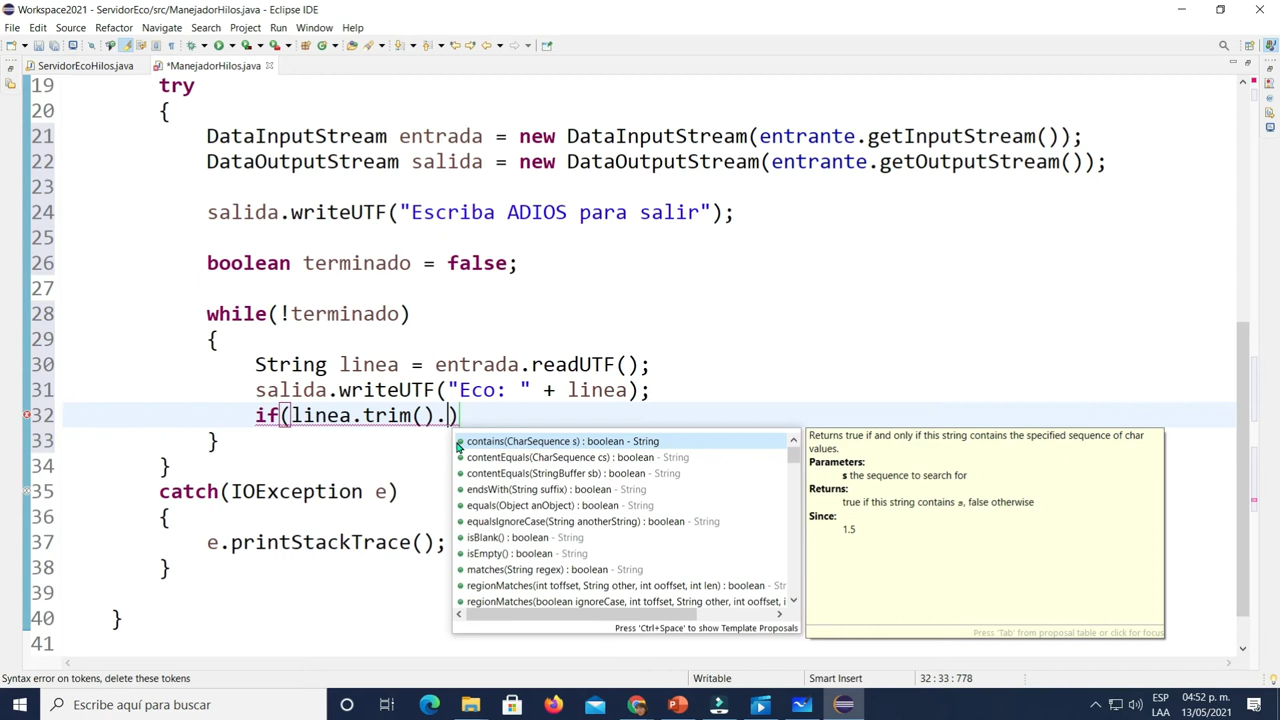 Workspace2021 - ServidorEco/src/ManejadorHilos.java - Eclipse IDE
File Edit Source Refactor Navigate Search Project Run Window Help
ServidorEcoHilos.java *ManejadorHilos.java
19 try
20 {
21 DataInputStream entrada = new DataInputStream(entrante.getInputStream());
22 DataOutputStream salida = new DataOutputStream(entrante.getOutputStream());
23
24 salida.writeUTF("Escriba ADIOS para salir");
25
26 boolean terminado = false;
27
28 while(!terminado)
29 {
30 String linea = entrada.readUTF();
31 salida.writeUTF("Eco: " + linea);
32 if(linea.trim().)
33 }
34 }
35 catch(IOException e)
36 {
37 e.printStackTrace();
38 }
39
40 }
41
contains(CharSequence s) : boolean - String
contentEquals(CharSequence cs) : boolean - String
contentEquals(StringBuffer sb) : boolean - String
endsWith(String suffix) : boolean - String
equals(Object anObject) : boolean - String
equalsIgnoreCase(String anotherString) : boolean - String
isBlank() : boolean - String
isEmpty() : boolean - String
matches(String regex) : boolean - String
regionMatches(int toffset, String other, int ooffset, int len) : boolean - Str
regionMatches(boolean ignoreCase, int toffset, String other, int ooffset, i
Press 'Ctrl+Space' to show Template Proposals
Returns true if and only if this string contains the specified sequence of char
values.
Parameters:
s the sequence to search for
Returns:
true if this string contains s, false otherwise
Since:
1.5
Press 'Tab' from proposal table or click for focus
Syntax error on tokens, delete these tokens Writable Smart Insert 32 : 33 : 778
Escribe aquí para buscar
ESP 04:52 p. m.
LAA 13/05/2021